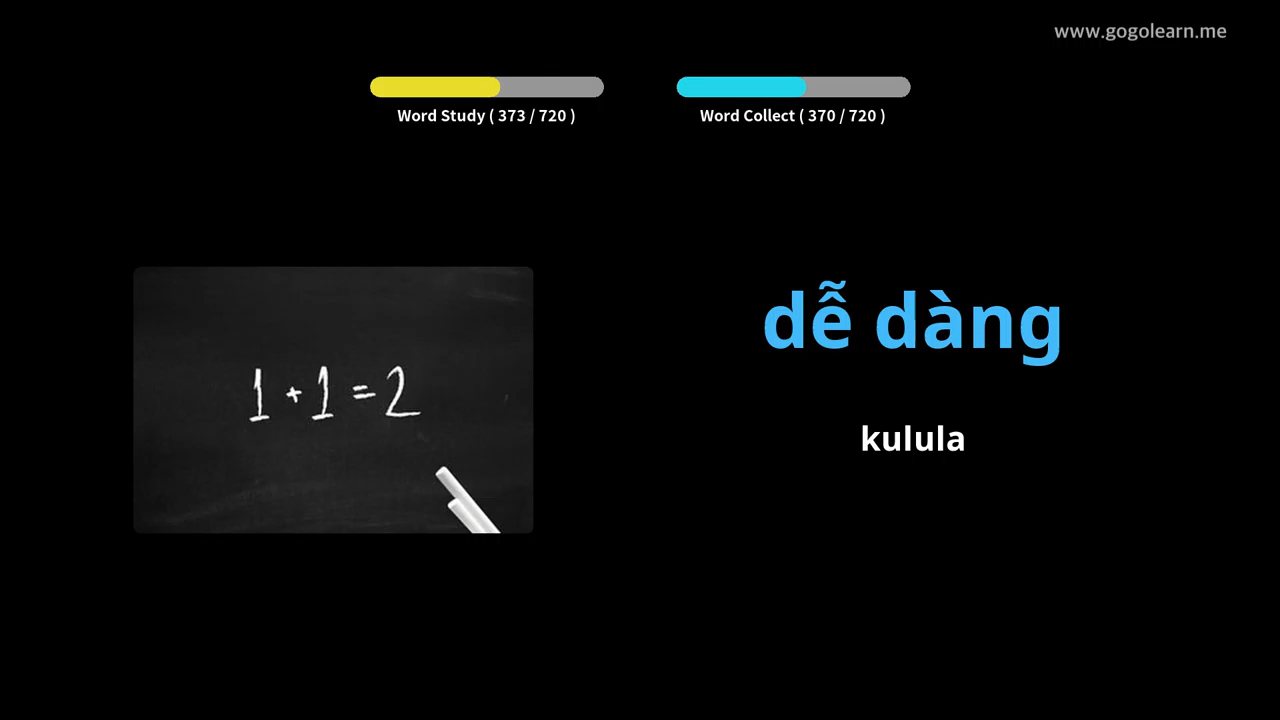 www.gogolearn.me
Word Study ( 373 / 720 )
Word Collect ( 370 / 720 )
1 + 1 = 2
dễ dàng
kulula